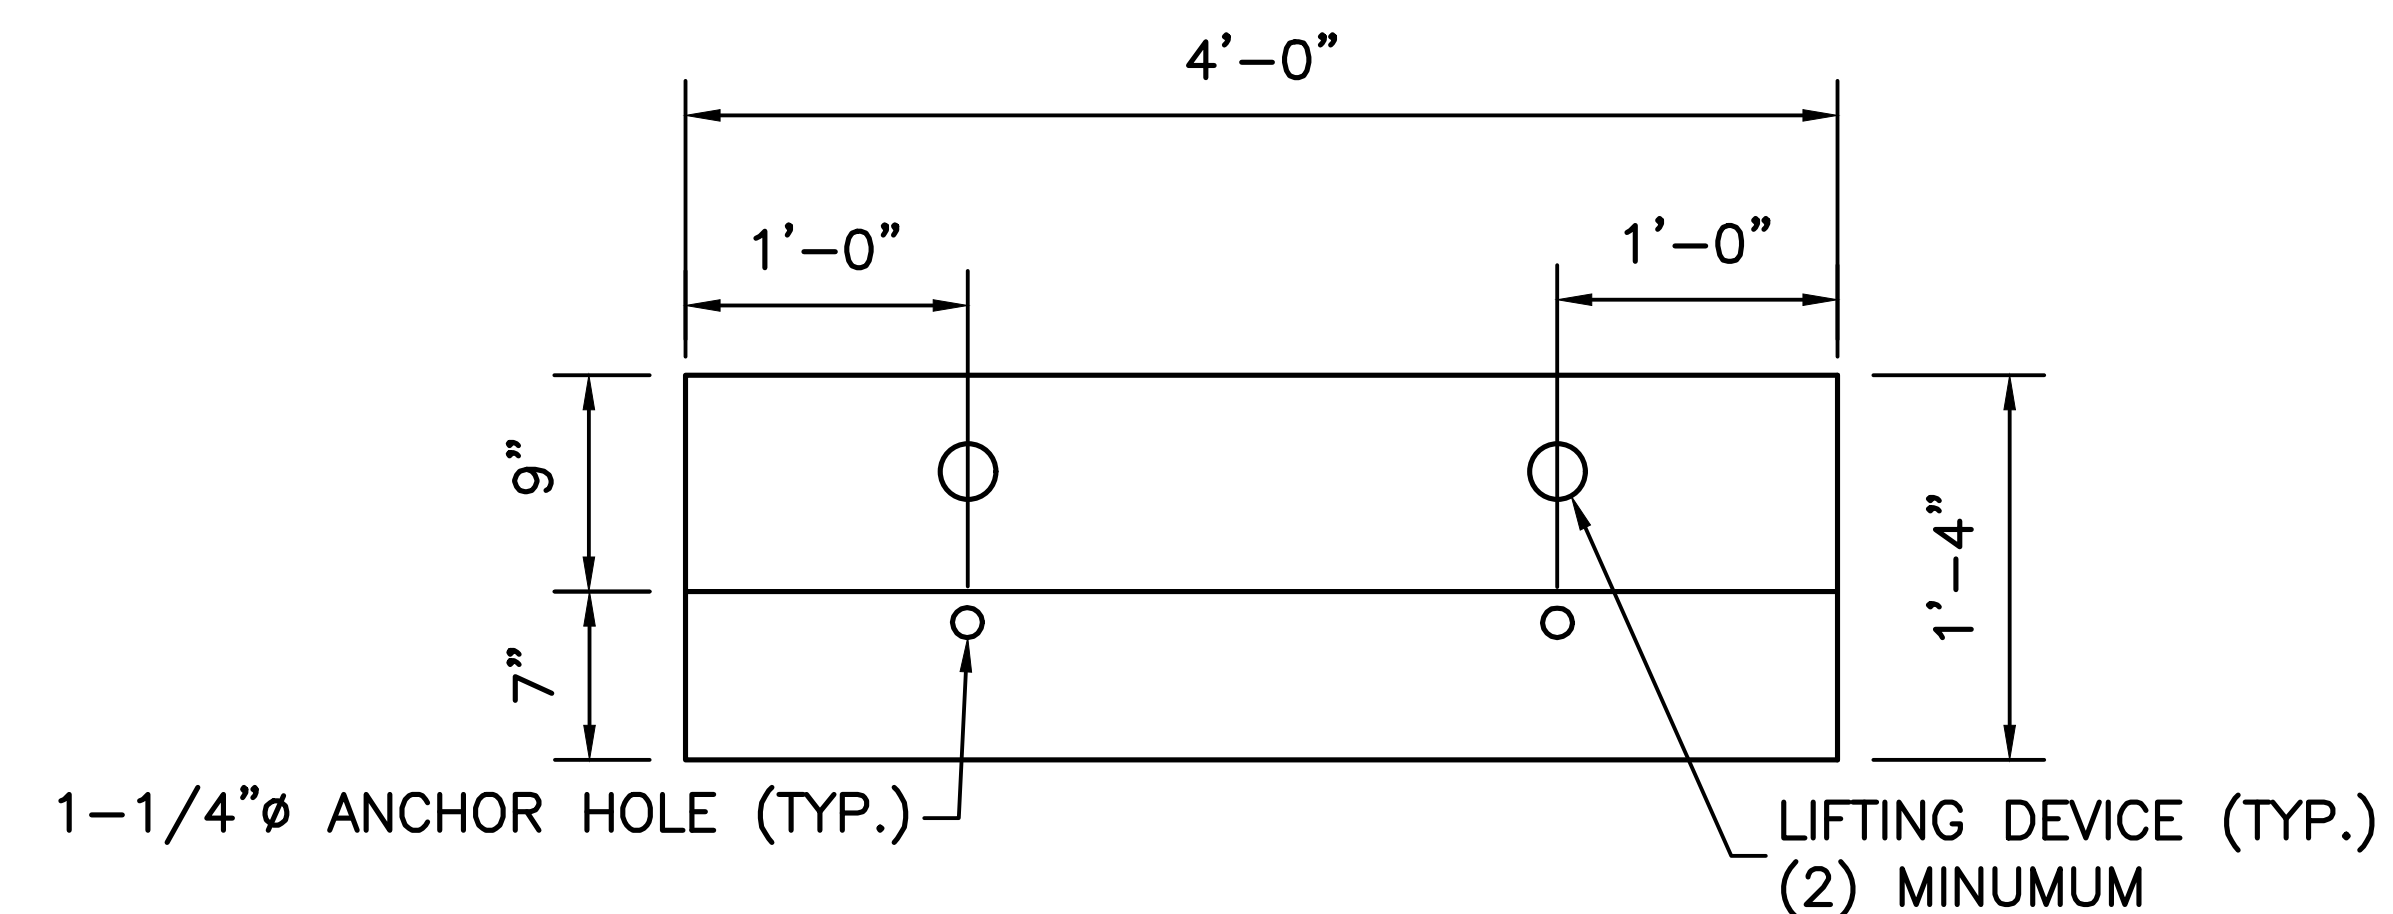 4'-0"
1'-0"
1'-0"
9"
7"
1'-4"
1-1/4"ø ANCHOR HOLE (TYP.)
LIFTING DEVICE (TYP.)
(2) MINUMUM